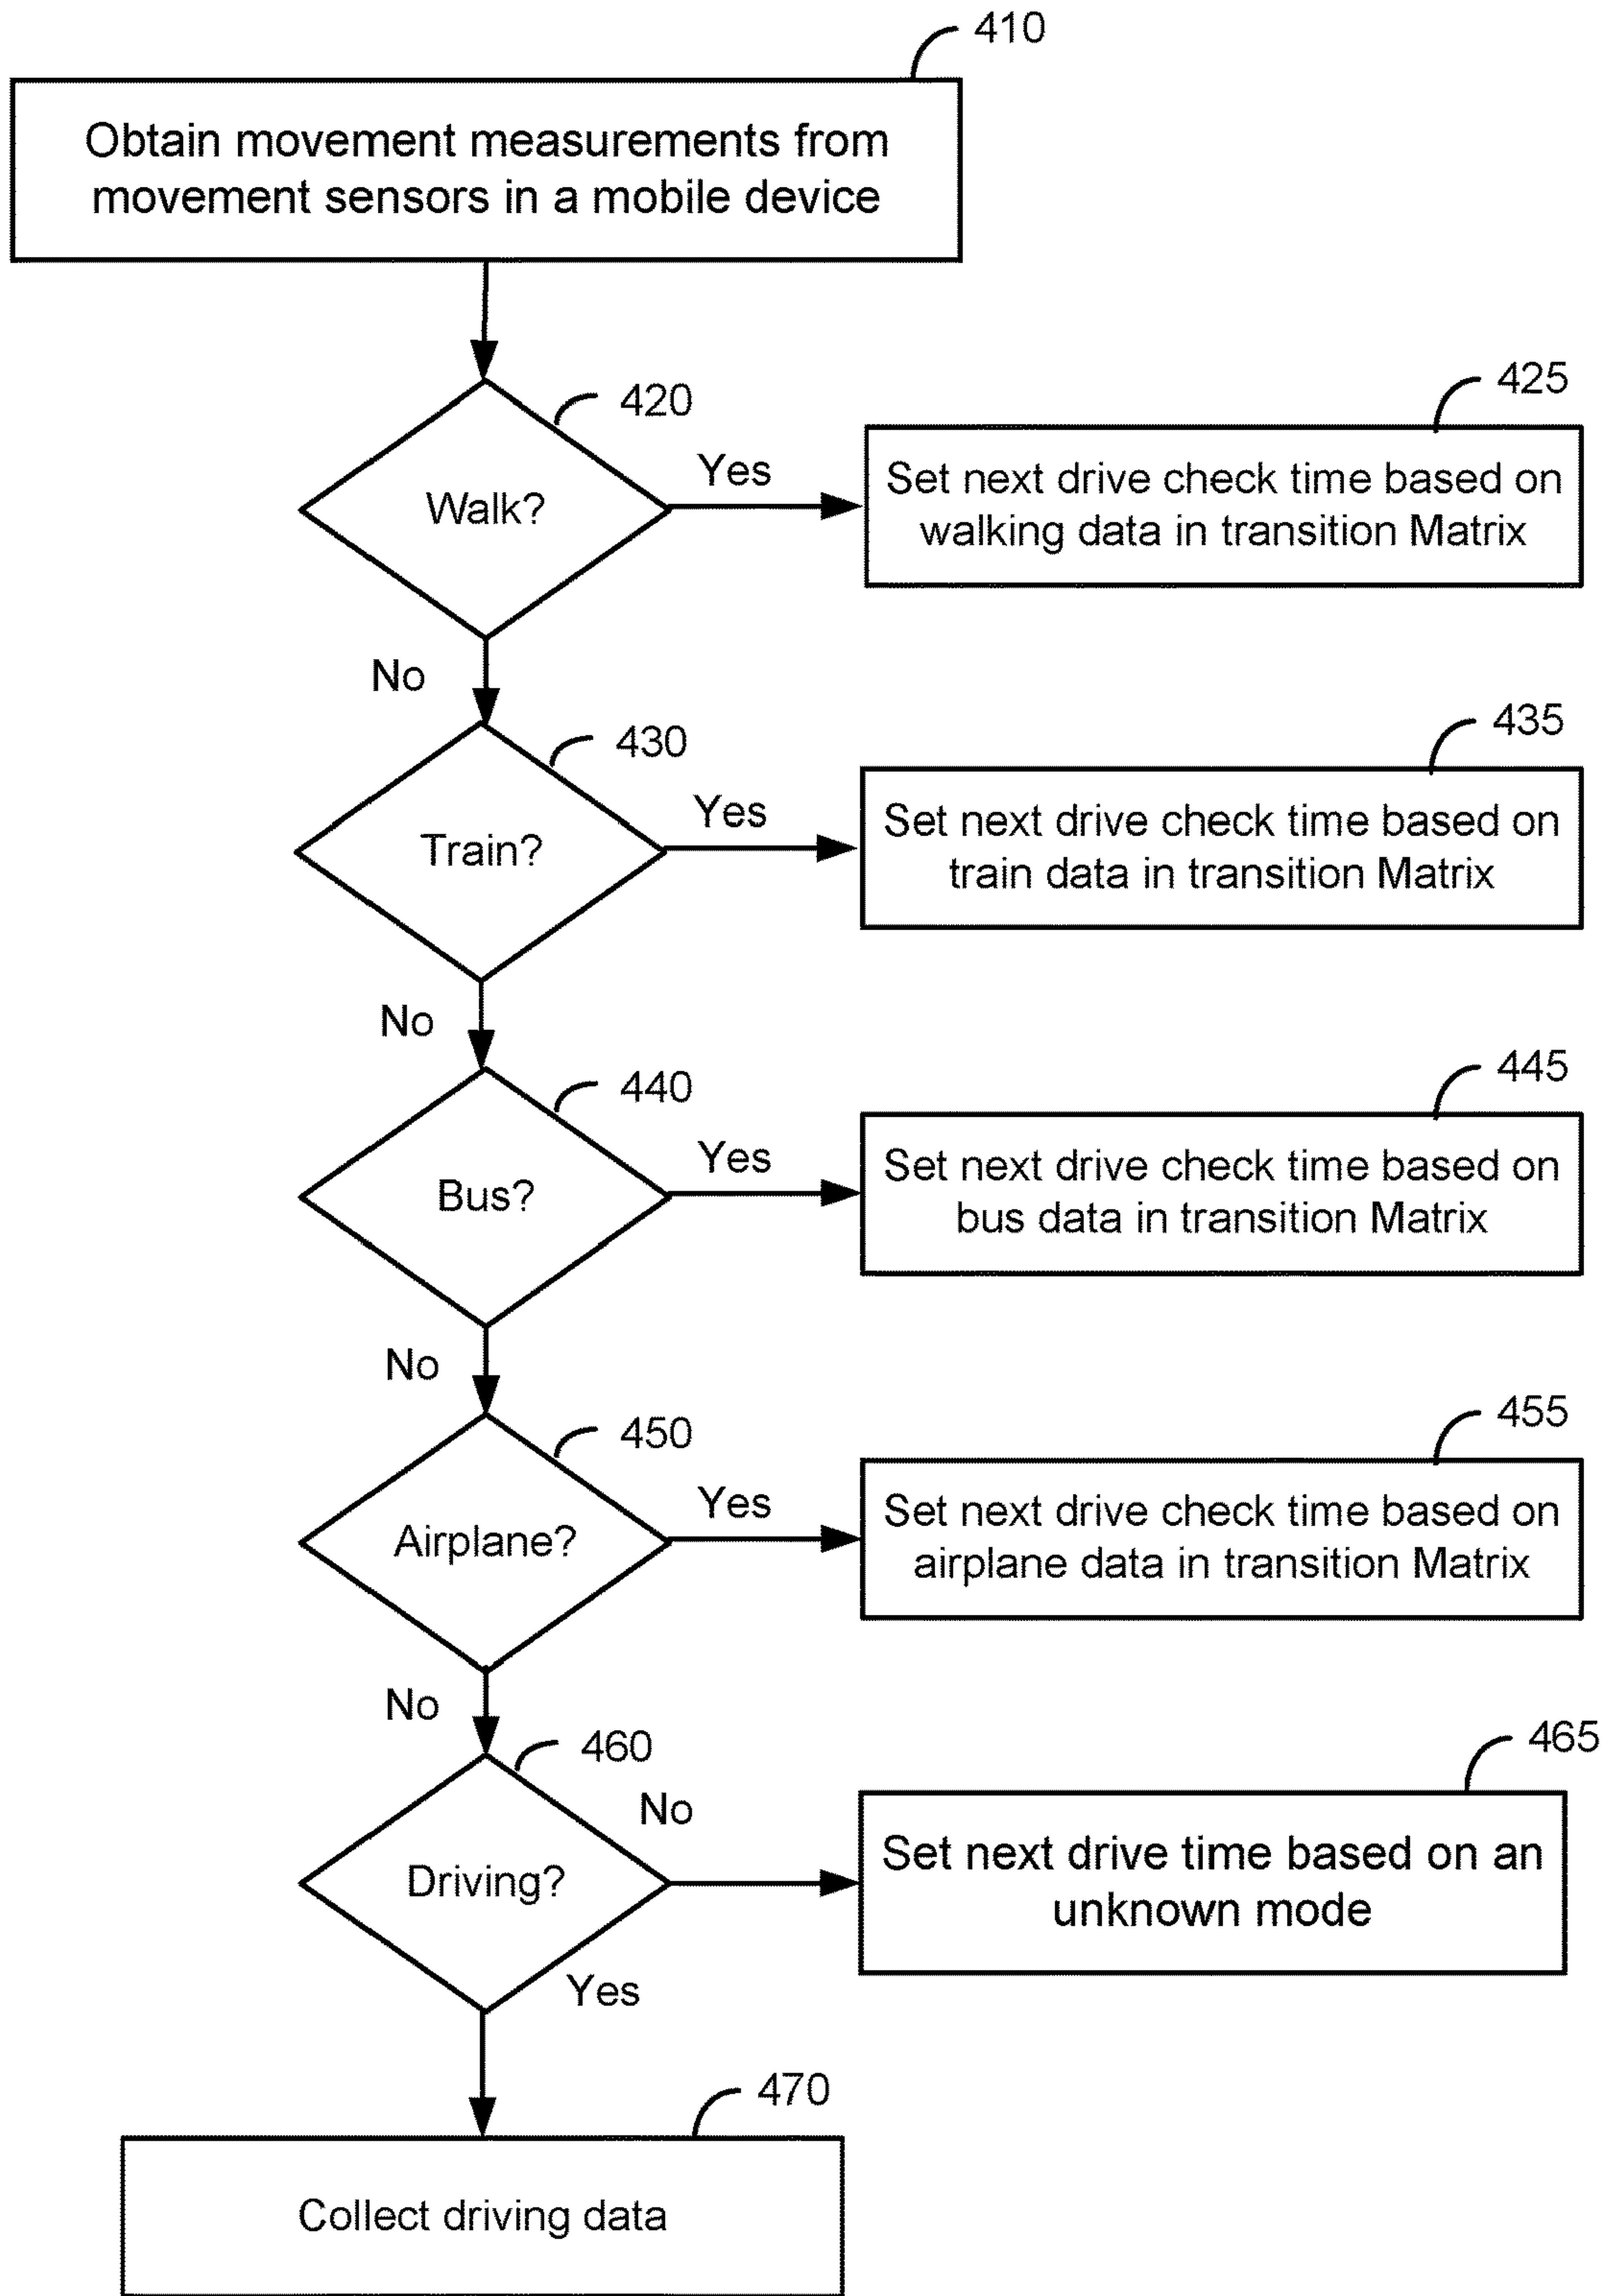 410
Obtain movement measurements from
movement sensors in a mobile device
420
Walk?
Yes
425
Set next drive check time based on
walking data in transition Matrix
No
430
Train?
Yes
435
Set next drive check time based on
train data in transition Matrix
No
440
Bus?
Yes
445
Set next drive check time based on
bus data in transition Matrix
No
450
Airplane?
Yes
455
Set next drive check time based on
airplane data in transition Matrix
No
460
Driving?
No
465
Set next drive time based on an
unknown mode
Yes
470
Collect driving data